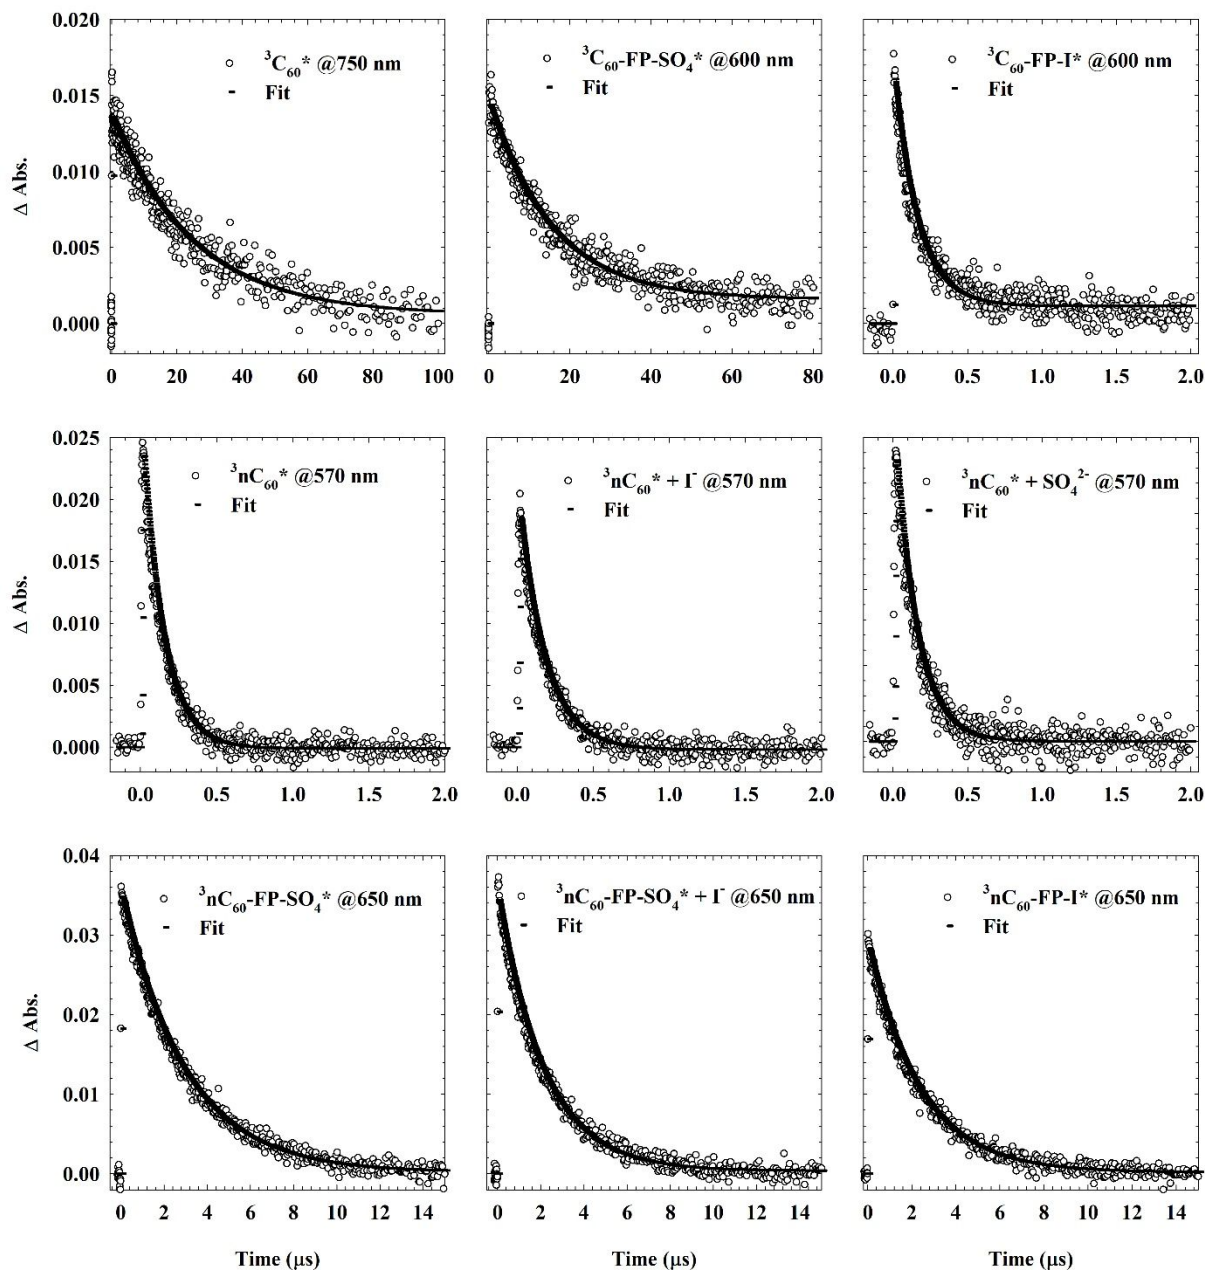 0.020
0.015
0.010
0.005
0.000
Δ Abs.
³C₆₀* @750 nm
Fit
0 20 40 60 80 100
³C₆₀-FP-SO₄* @600 nm
Fit
0 20 40 60 80
³C₆₀-FP-I* @600 nm
Fit
0.0 0.5 1.0 1.5 2.0
0.025
0.020
0.015
0.010
0.005
0.000
Δ Abs.
³nC₆₀* @570 nm
Fit
0.0 0.5 1.0 1.5 2.0
³nC₆₀* + I⁻ @570 nm
Fit
0.0 0.5 1.0 1.5 2.0
³nC₆₀* + SO₄²⁻ @570 nm
Fit
0.0 0.5 1.0 1.5 2.0
0.04
0.03
0.02
0.01
0.00
Δ Abs.
³nC₆₀-FP-SO₄* @650 nm
Fit
0 2 4 6 8 10 12 14
Time (μs)
³nC₆₀-FP-SO₄* + I⁻ @650 nm
Fit
0 2 4 6 8 10 12 14
Time (μs)
³nC₆₀-FP-I* @650 nm
Fit
0 2 4 6 8 10 12 14
Time (μs)